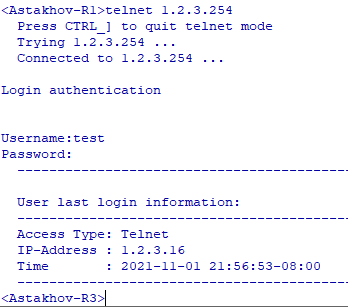 <Astakhov-R1>telnet 1.2.3.254
Press CTRL_] to quit telnet mode
Trying 1.2.3.254 ...
Connected to 1.2.3.254 ...
Login authentication
Username:test
Password:
------------------------------------------
User last login information:
------------------------------------------
Access Type: Telnet
IP-Address : 1.2.3.16
Time       : 2021-11-01 21:56:53-08:00
------------------------------------------
<Astakhov-R3>